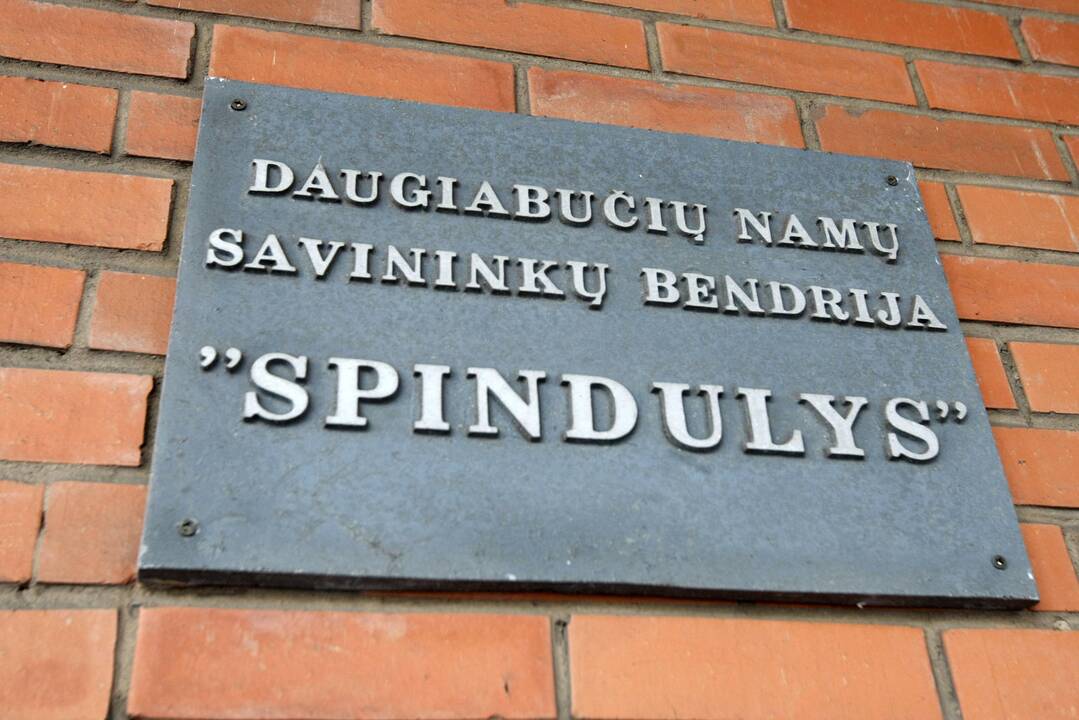 DAUGIABUČIŲ NAMŲ
SAVININKŲ BENDRIJA
"SPINDULYS"